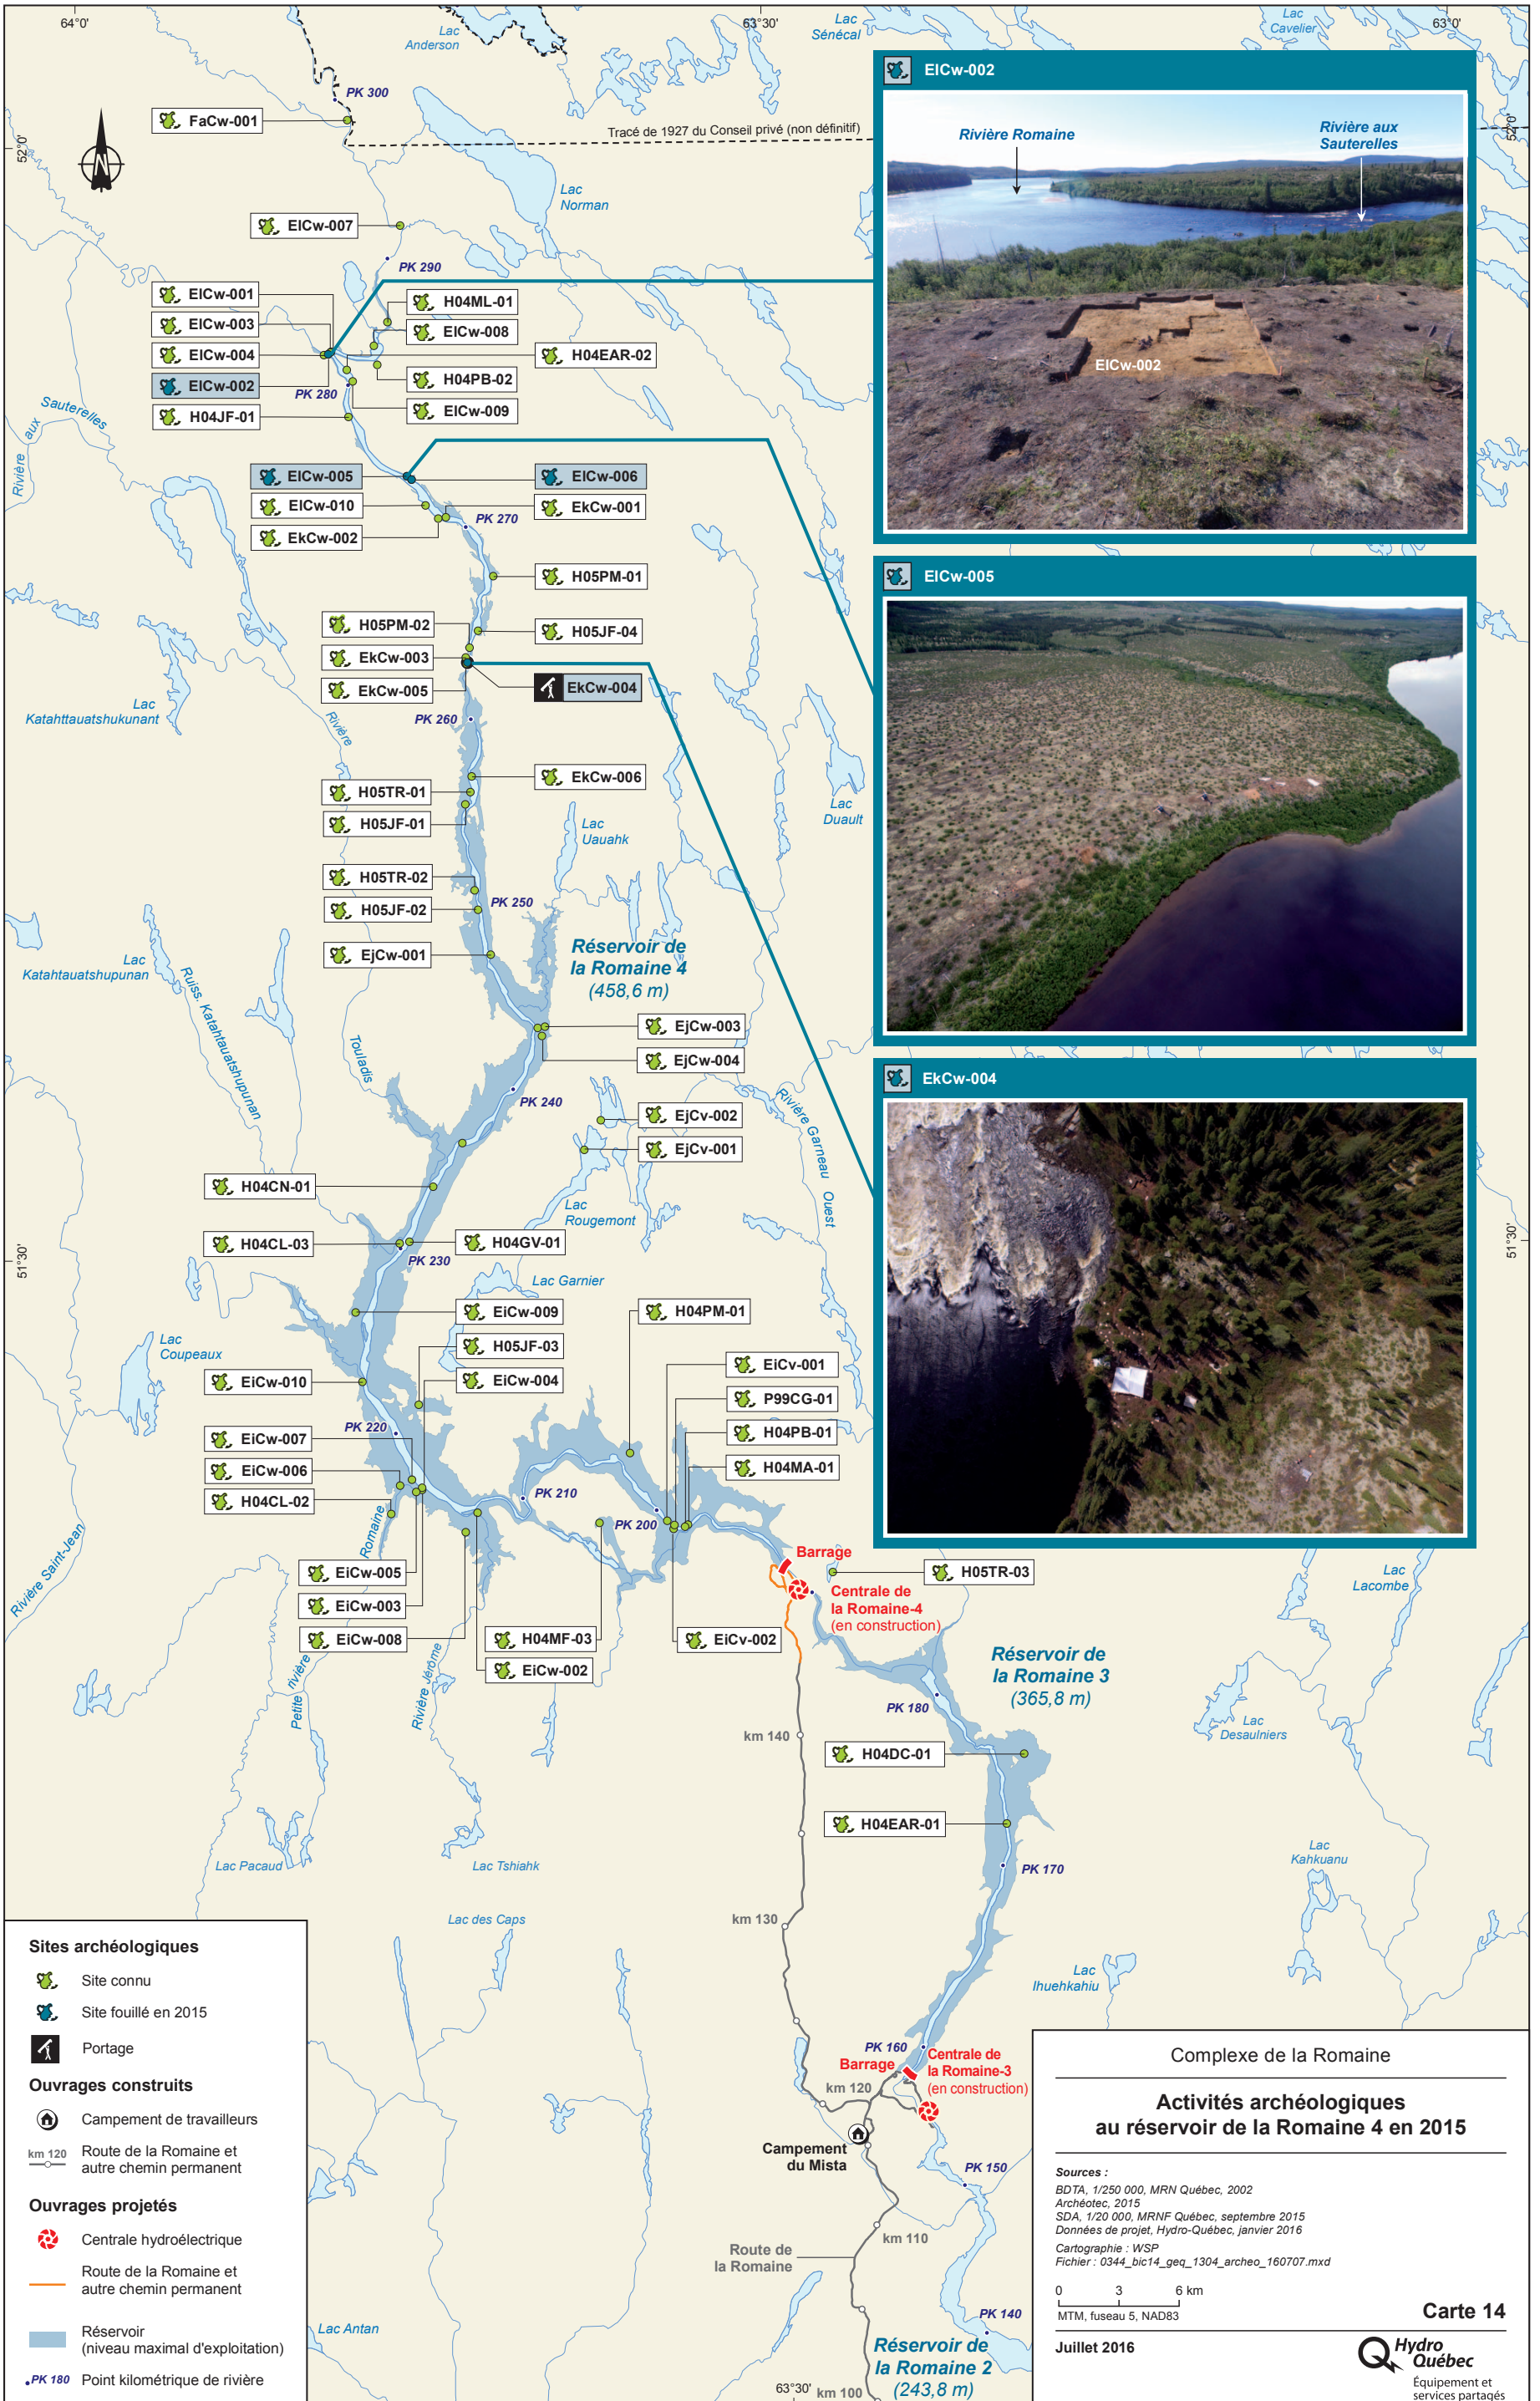 64°0'
63°30'
63°0'
52°0'
52°0'
51°30'
51°30'
63°30'
Lac
Anderson
Lac
Sénécal
Lac
Cavelier
PK 300
FaCw-001
Tracé de 1927 du Conseil privé (non définitif)
N
Lac
Norman
ElCw-007
PK 290
ElCw-001
ElCw-003
ElCw-004
ElCw-002
H04JF-01
H04ML-01
ElCw-008
H04EAR-02
H04PB-02
ElCw-009
PK 280
Rivière aux Sauterelles
ElCw-005
ElCw-006
ElCw-010
EkCw-001
EkCw-002
PK 270
H05PM-01
H05PM-02
H05JF-04
EkCw-003
EkCw-005
EkCw-004
PK 260
Lac
Katahttauatshukunant
Rivière
Touladis
EkCw-006
H05TR-01
H05JF-01
Lac
Uauahk
Lac
Duault
H05TR-02
H05JF-02
PK 250
EjCw-001
Réservoir de
la Romaine 4
(458,6 m)
Lac
Katahtauatshupunan
Ruiss. Katahtauatshupunan
EjCw-003
EjCw-004
PK 240
EjCv-002
EjCv-001
Rivière Garneau Ouest
Lac
Rougemont
H04CN-01
H04CL-03
H04GV-01
PK 230
Lac Garnier
EiCw-009
H05JF-03
EiCw-004
H04PM-01
Lac
Coupeaux
EiCw-010
EiCv-001
P99CG-01
H04PB-01
H04MA-01
PK 220
EiCw-007
EiCw-006
H04CL-02
PK 210
PK 200
Rivière Saint-Jean
Petite rivière Romaine
Rivière Jérôme
EiCw-005
EiCw-003
EiCw-008
H04MF-03
EiCw-002
EiCv-002
Barrage
Centrale de
la Romaine-4
(en construction)
H05TR-03
Lac
Lacombe
Réservoir de
la Romaine 3
(365,8 m)
PK 180
Lac
Desaulniers
km 140
H04DC-01
H04EAR-01
PK 170
Lac
Kahkuanu
Lac Pacaud
Lac Tshiahk
Lac des Caps
km 130
Lac
Ihuehkahiu
PK 160
Barrage
Centrale de
la Romaine-3
(en construction)
km 120
Campement
du Mista
PK 150
km 110
Route de
la Romaine
PK 140
Lac Antan
Réservoir de
la Romaine 2
(243,8 m)
km 100
ElCw-002
Rivière Romaine
Rivière aux
Sauterelles
ElCw-002
ElCw-005
EkCw-004
Sites archéologiques
Site connu
Site fouillé en 2015
Portage
Ouvrages construits
Campement de travailleurs
km 120
Route de la Romaine et
autre chemin permanent
Ouvrages projetés
Centrale hydroélectrique
Route de la Romaine et
autre chemin permanent
Réservoir
(niveau maximal d'exploitation)
PK 180 Point kilométrique de rivière
Complexe de la Romaine
Activités archéologiques
au réservoir de la Romaine 4 en 2015
Sources :
BDTA, 1/250 000, MRN Québec, 2002
Archéotec, 2015
SDA, 1/20 000, MRNF Québec, septembre 2015
Données de projet, Hydro-Québec, janvier 2016
Cartographie : WSP
Fichier : 0344_bic14_geq_1304_archeo_160707.mxd
0 3 6 km
MTM, fuseau 5, NAD83
Carte 14
Juillet 2016
Hydro
Québec
Équipement et
services partagés